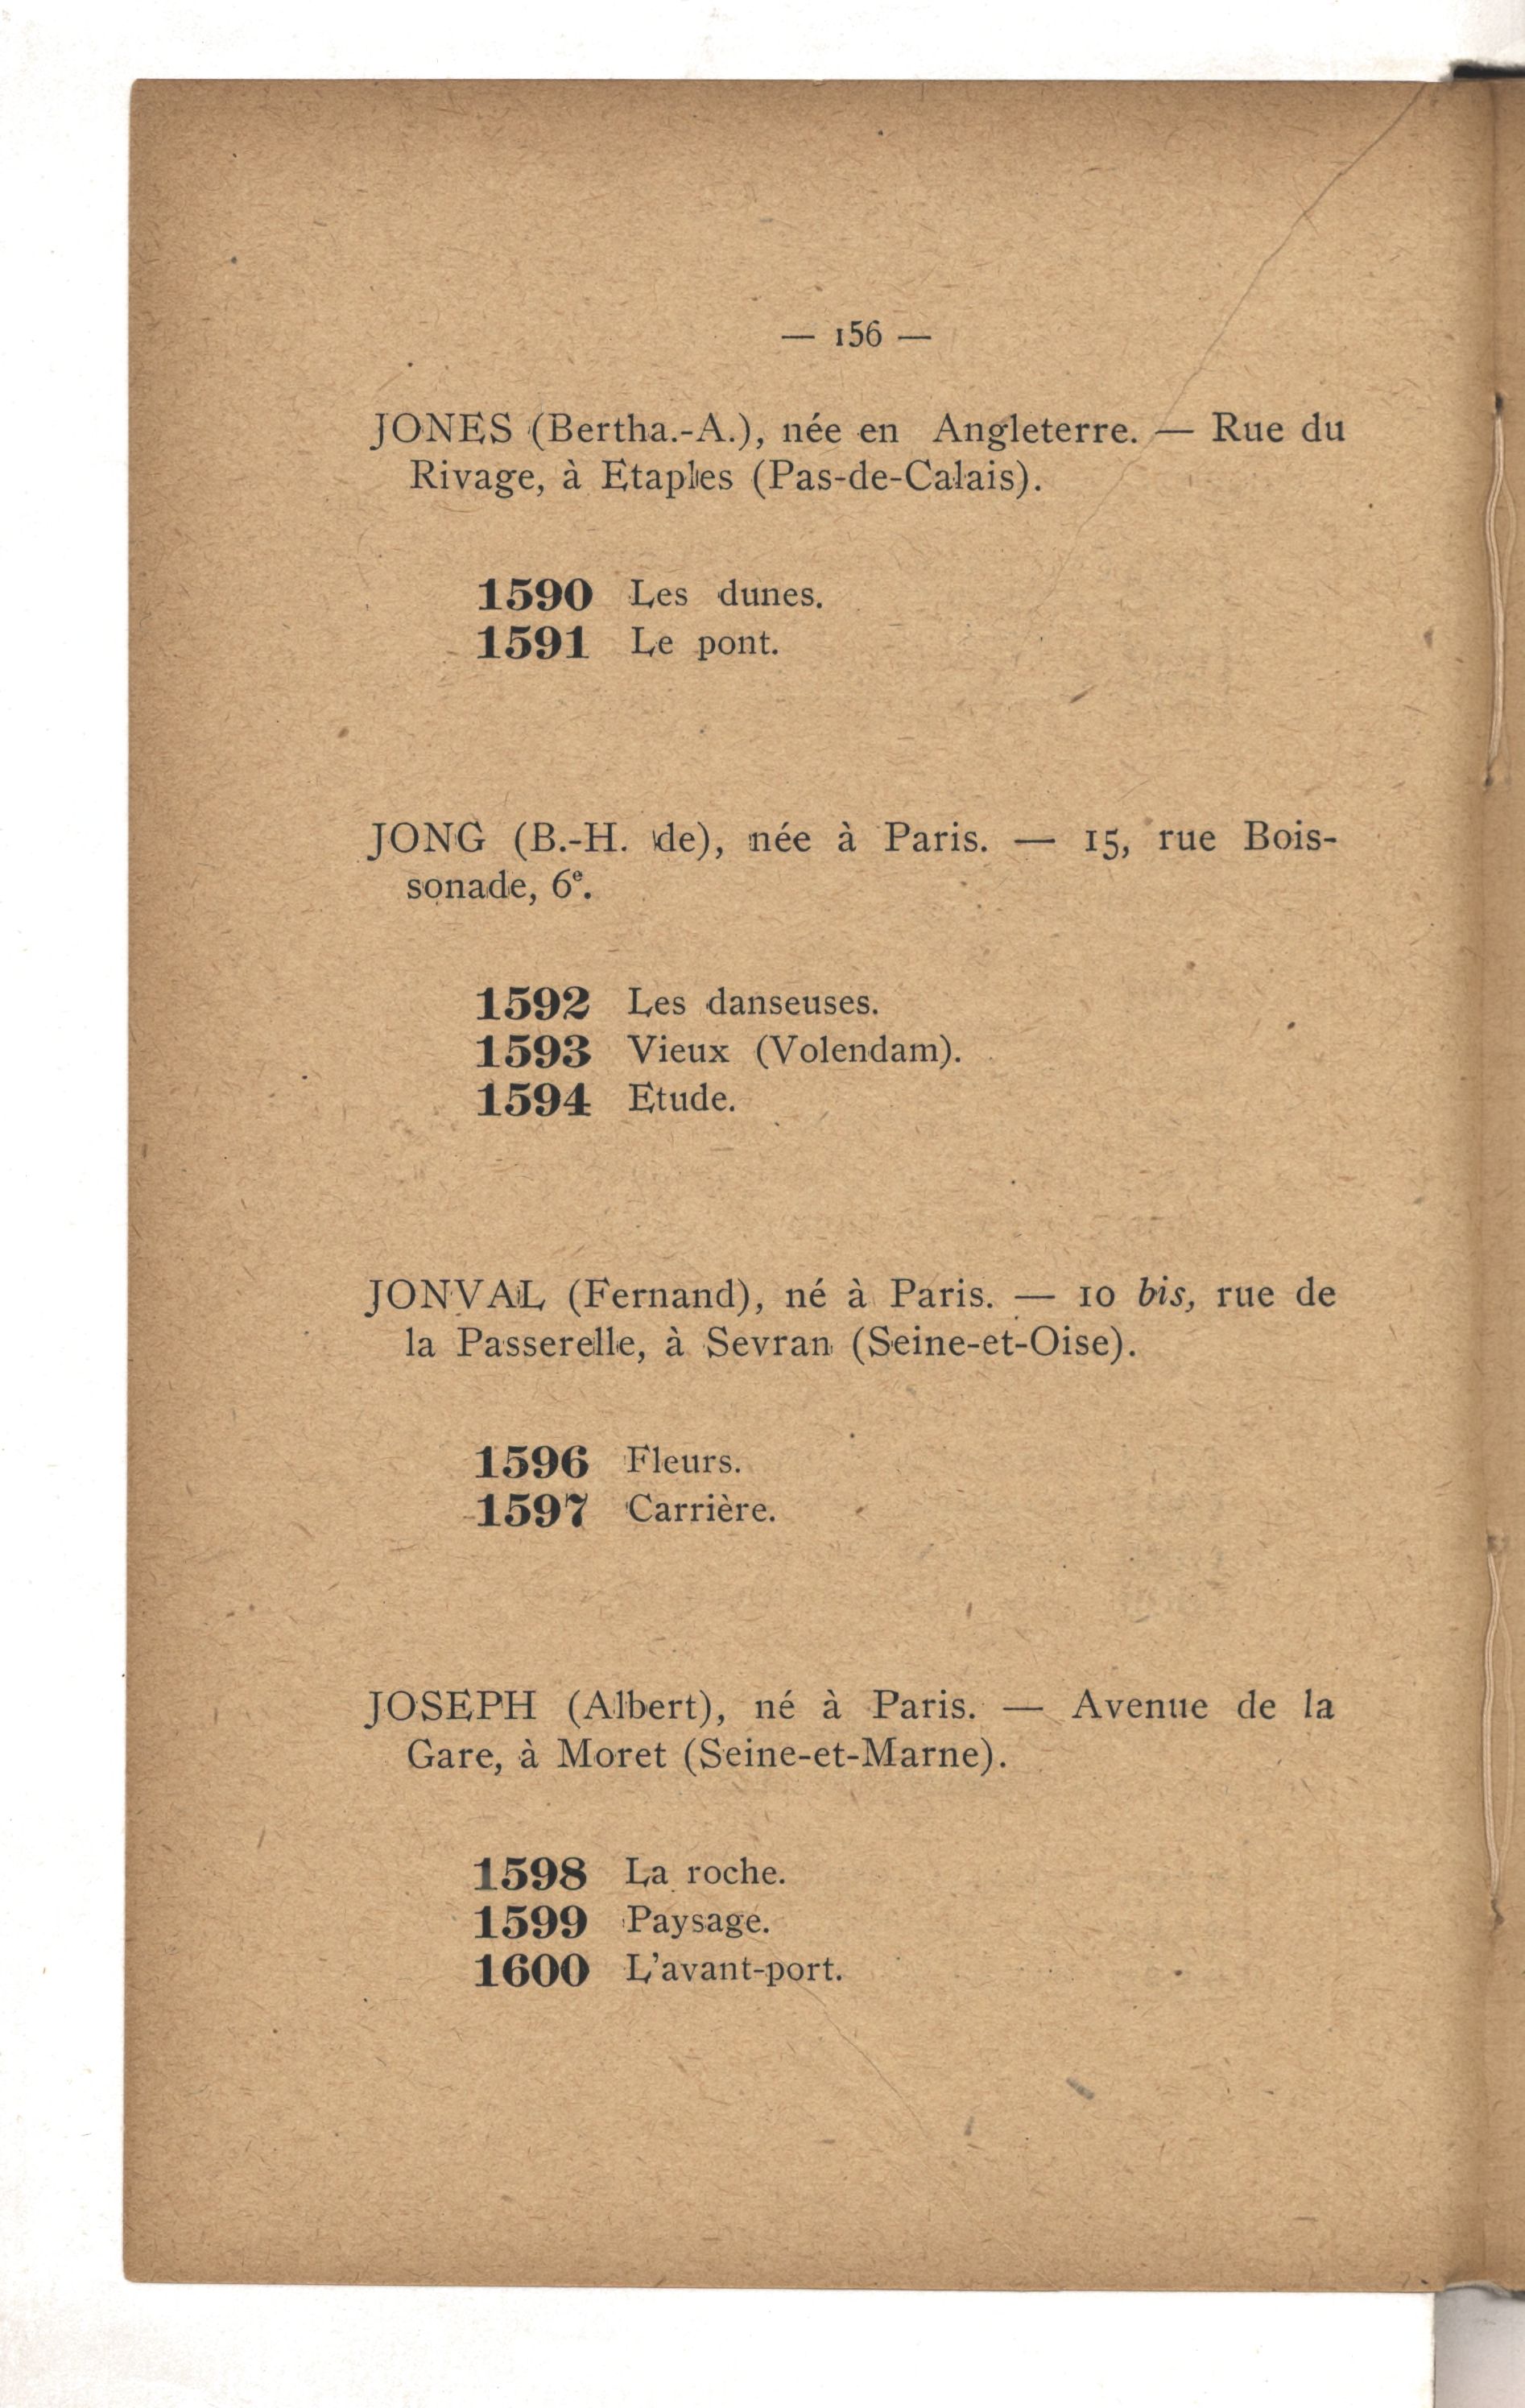 — 156 —
JONES (Bertha.-A.), née en Angleterre. — Rue du
Rivage, à Etaples (Pas-de-Calais).
1590 Les dunes.
1591 Le pont.
JONG (B.-H. de), née à Paris. — 15, rue Bois-
sonade, 6e.
1592 Les danseuses.
1593 Vieux (Volendam).
1594 Etude.
JONVAL (Fernand), né à Paris. — 10 bis, rue de
la Passerelle, à Sevran (Seine-et-Oise).
1596 Fleurs.
1597 Carrière.
JOSEPH (Albert), né à Paris. — Avenue de la
Gare, à Moret (Seine-et-Marne).
1598 La roche.
1599 Paysage.
1600 L'avant-port.